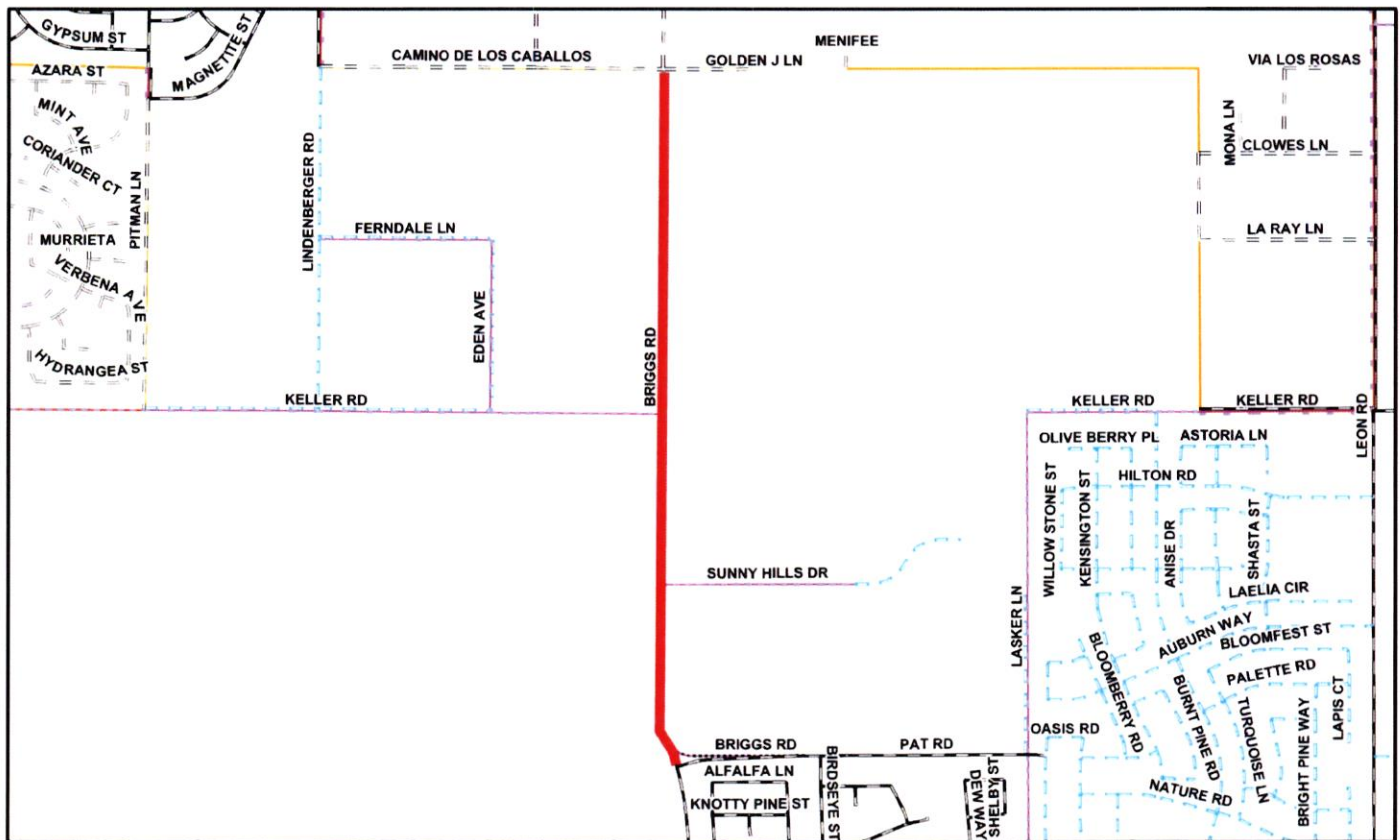 GYPSUM ST
MAGNETITE ST
CAMINO DE LOS CABALLOS
GOLDEN J LN
MENIFEE
VIA LOS ROSAS
AZARA ST
MINT AVE
CORIANDER CT
PITMAN LN
LINDENBERGER RD
MONA LN
CLOWES LN
MURRIETA
VERBENA AVE
FERNDALE LN
LA RAY LN
HYDRANGEA ST
EDEN AVE
BRIGGS RD
KELLER RD
KELLER RD
KELLER RD
LEON RD
OLIVE BERRY PL
ASTORIA LN
HILTON RD
WILLOW STONE ST
KENSINGTON ST
ANISE DR
SHASTA ST
SUNNY HILLS DR
LASKER LN
LAELIA CIR
AUBURN WAY
BLOOMFEST ST
BLOOMBERRY RD
BURNT PINE RD
PALETTE RD
TURQUOISE LN
BRIGHT PINE WAY
LAPIS CT
OASIS RD
BRIGGS RD
BIRDSEYE ST
PAT RD
ALFALFA LN
KNOTTY PINE ST
DEW WAY
SHELBY ST
NATURE RD